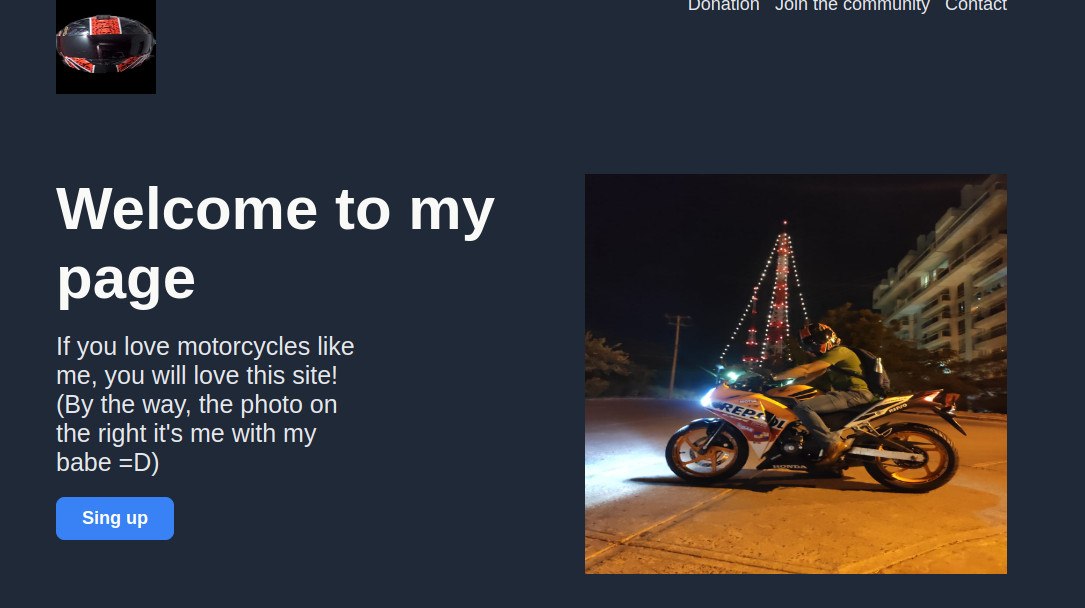 Donation Join the community Contact
Welcome to my
page
If you love motorcycles like
me, you will love this site!
(By the way, the photo on
the right it's me with my
babe =D)
Sing up
REPSOL
HONDA